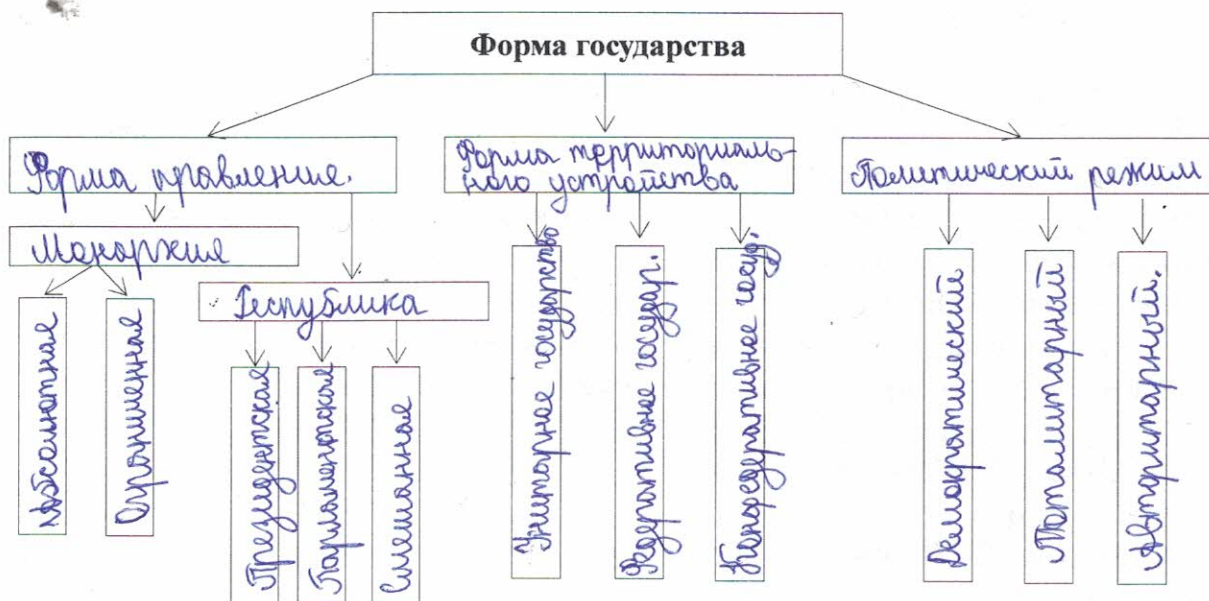 Форма государства
Форма правления.
Форма территориаль-
ного устройства
Политический режим
Монархия
Республика
Абсолютная
Ограниченная
Президентская
Парламентская
Смешанная
Унитарное государство
Федеративное государ.
Конфедеративное госуд.
Демократический
Тоталитарный
Авторитарный.